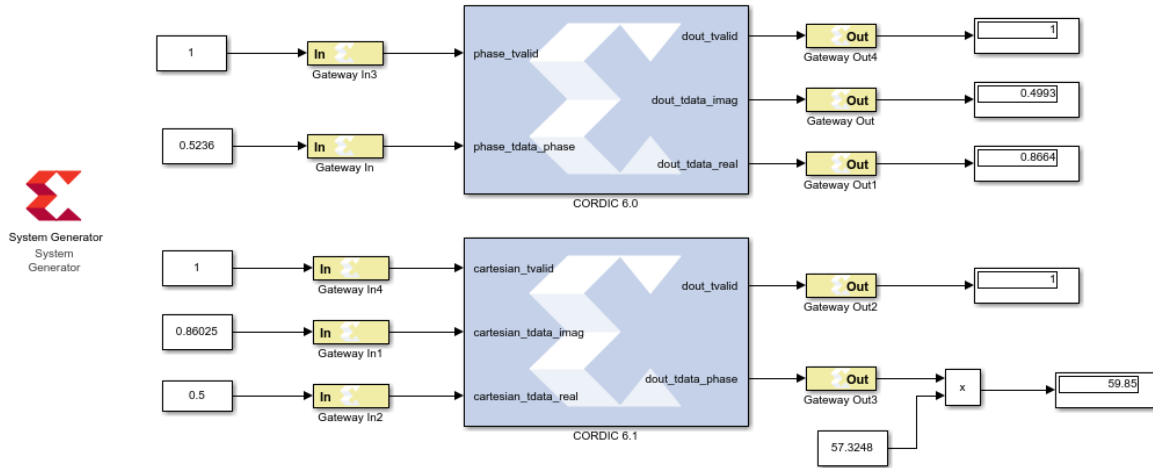 1
In
Gateway In3
phase_tvalid
dout_tvalid
Out
Gateway Out4
1
dout_tdata_imag
Out
Gateway Out
0.4993
0.5236
In
Gateway In
phase_tdata_phase
dout_tdata_real
Out
Gateway Out1
0.8664
CORDIC 6.0
System Generator
System
Generator
1
In
Gateway In4
cartesian_tvalid
dout_tvalid
Out
Gateway Out2
1
0.86025
In
Gateway In1
cartesian_tdata_imag
dout_tdata_phase
Out
Gateway Out3
x
59.85
0.5
In
Gateway In2
cartesian_tdata_real
CORDIC 6.1
57.3248